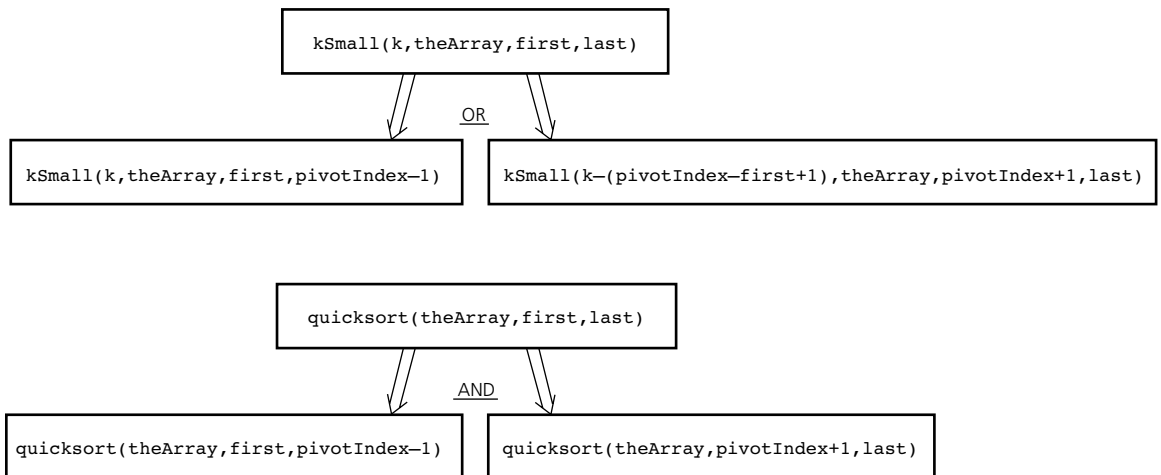 kSmall(k,theArray,first,last)
OR
kSmall(k,theArray,first,pivotIndex–1)
kSmall(k–(pivotIndex–first+1),theArray,pivotIndex+1,last)
quicksort(theArray,first,last)
AND
quicksort(theArray,first,pivotIndex–1)
quicksort(theArray,pivotIndex+1,last)